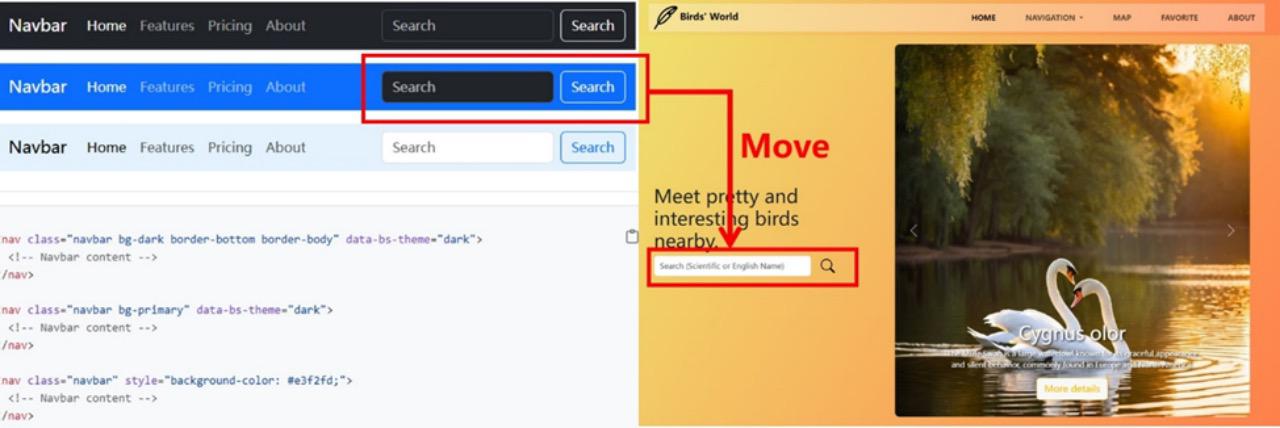 Navbar Home Features Pricing About Search Search
Navbar Home Features Pricing About Search Search
Navbar Home Features Pricing About Search Search
nav class="navbar bg-dark border-bottom border-body" data-bs-theme="dark">
<!-- Navbar content -->
/nav>
nav class="navbar bg-primary" data-bs-theme="dark">
<!-- Navbar content -->
/nav>
nav class="navbar" style="background-color: #e3f2fd;">
<!-- Navbar content -->
/nav>
Birds' World HOME NAVIGATION MAP FAVORITE ABOUT
Move
Meet pretty and
interesting birds
nearby.
Search (Scientific or English Name)
Cygnus olor
is a large waterfowl known for its graceful appearance
and silent behavior, commonly found in Europe and
More details